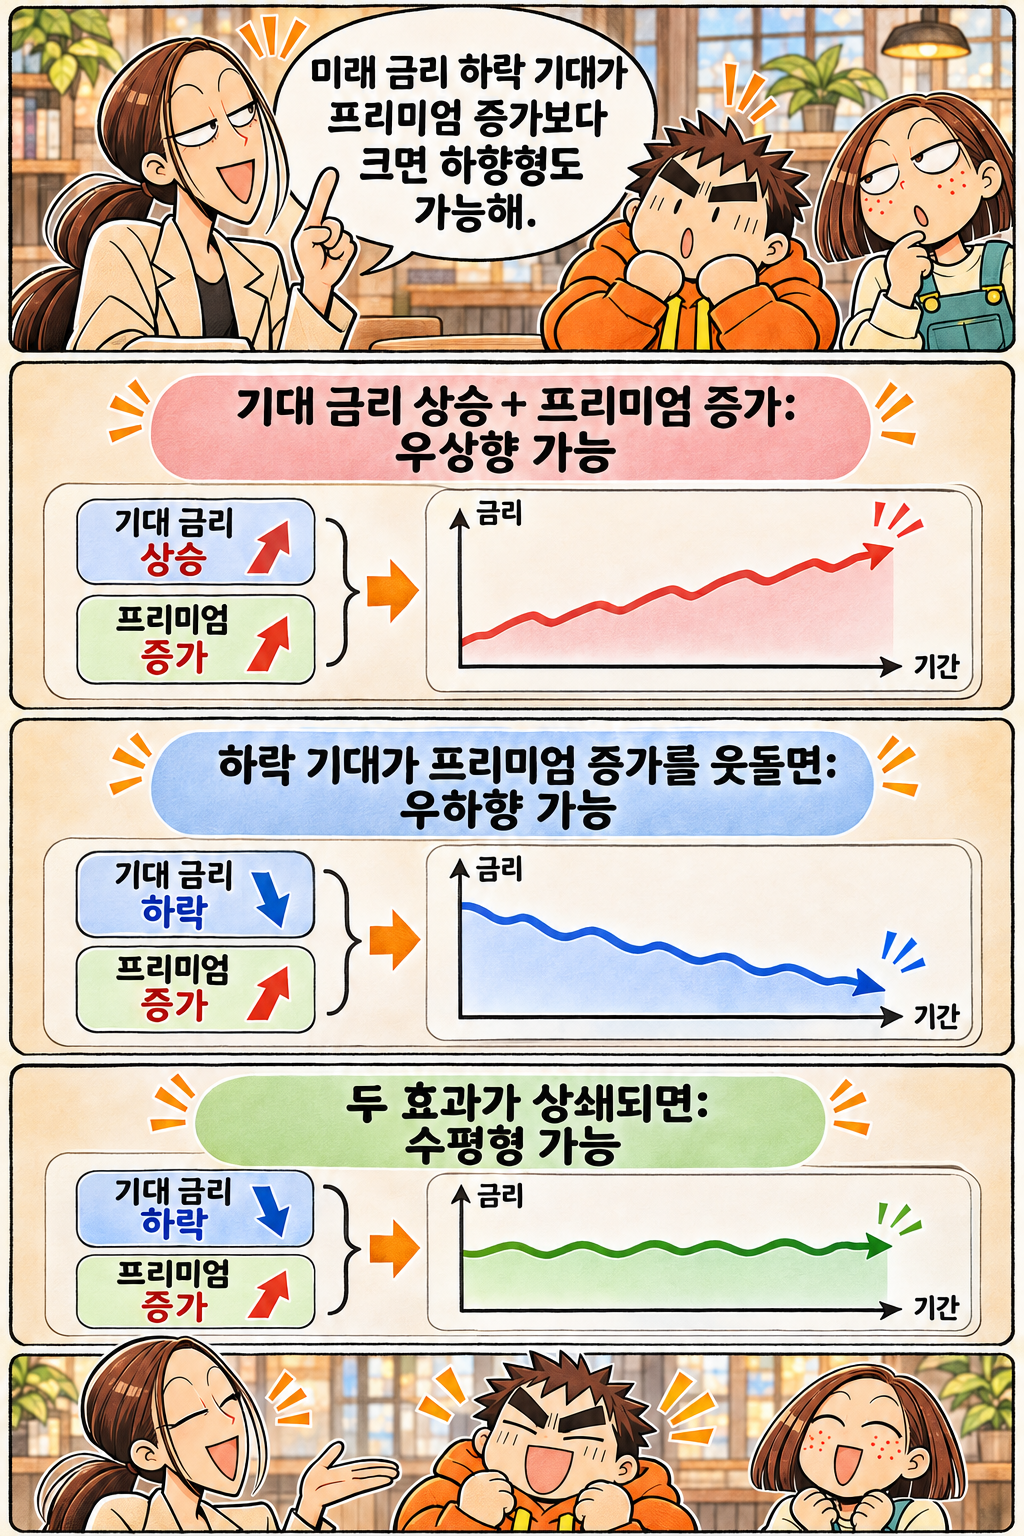 미래 금리 하락 기대가
프리미엄 증가보다
크면 하향형도
가능해.
기대 금리 상승 + 프리미엄 증가:
우상향 가능
기대 금리
상승
프리미엄
증가
금리
기간
하락 기대가 프리미엄 증가를 웃돌면:
우하향 가능
기대 금리
하락
프리미엄
증가
금리
기간
두 효과가 상쇄되면:
수평형 가능
기대 금리
하락
프리미엄
증가
금리
기간